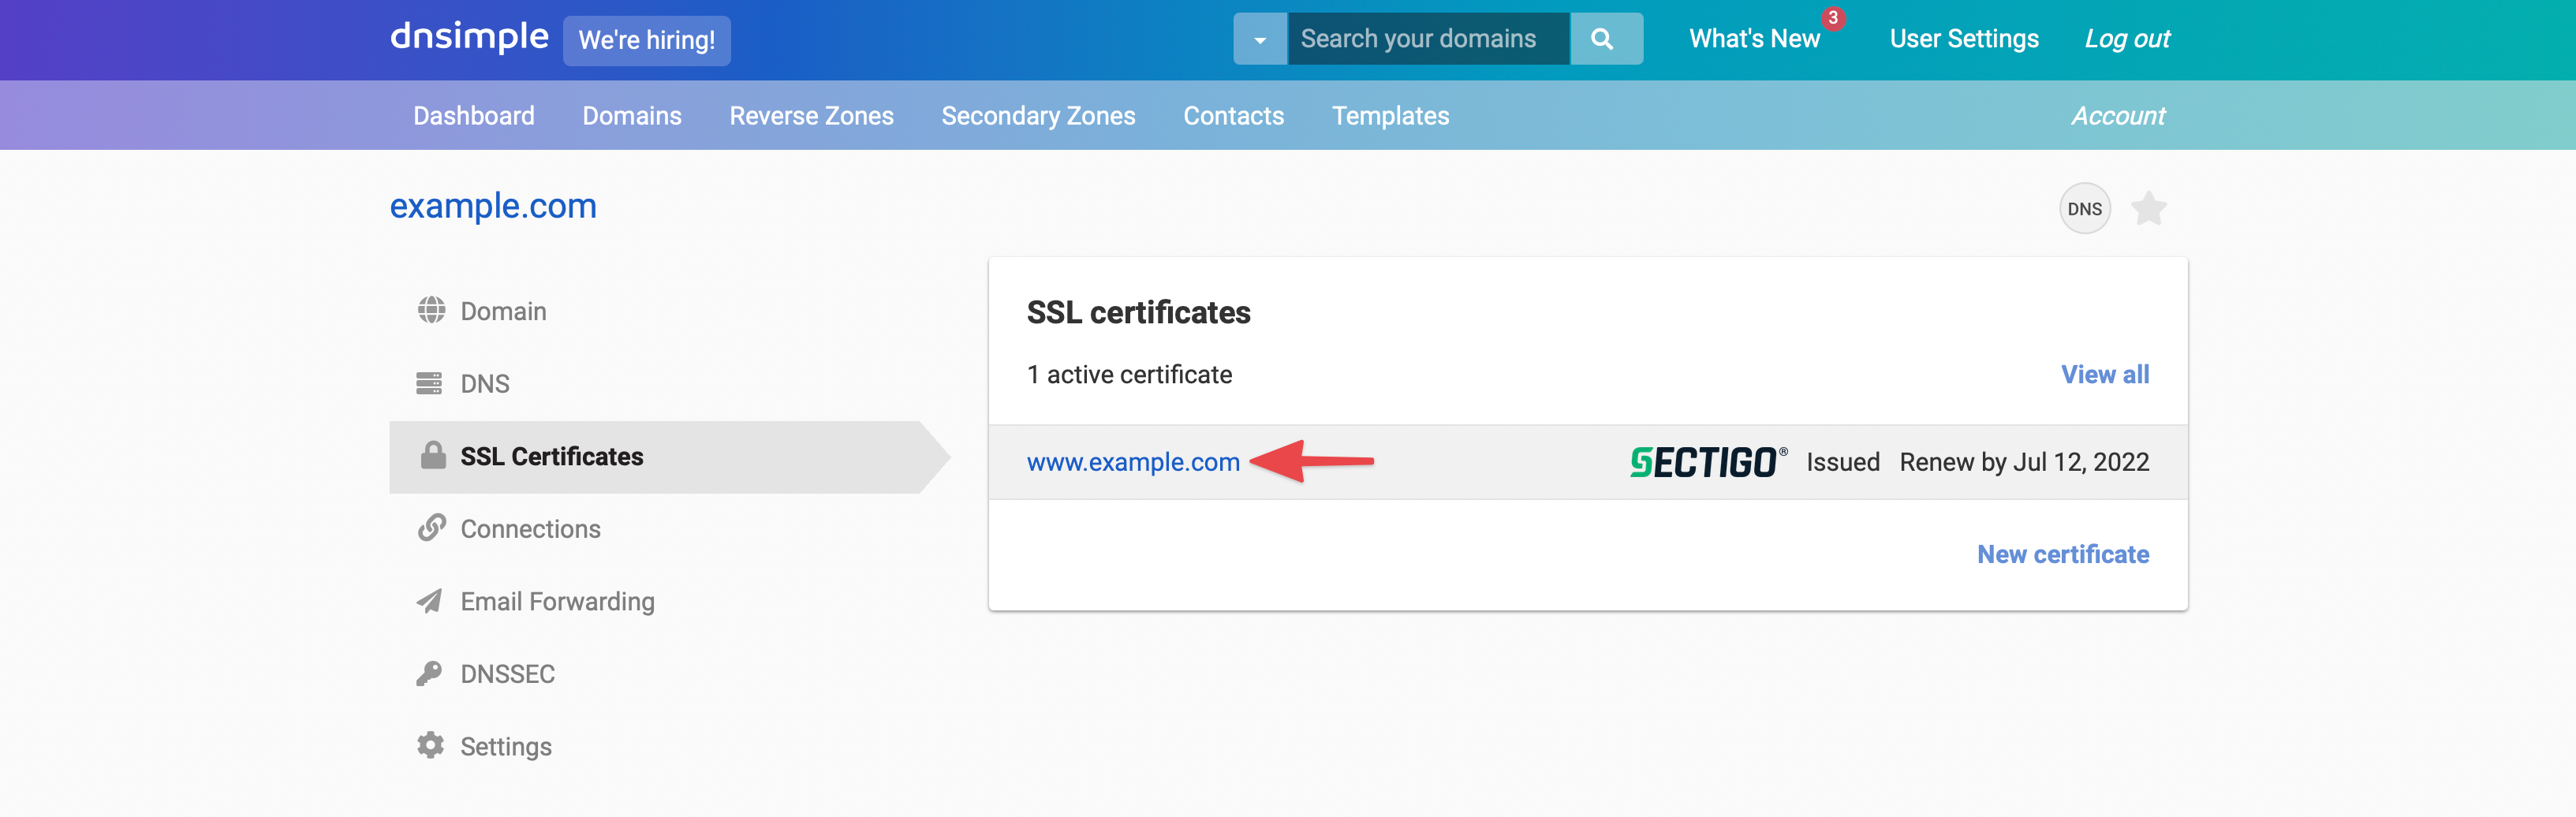 dnsimple We're hiring! Search your domains What's New 3 User Settings Log out
Dashboard Domains Reverse Zones Secondary Zones Contacts Templates Account
example.com DNS
Domain
DNS
SSL Certificates
Connections
Email Forwarding
DNSSEC
Settings
SSL certificates
1 active certificate View all
www.example.com SECTIGO® Issued Renew by Jul 12, 2022
New certificate